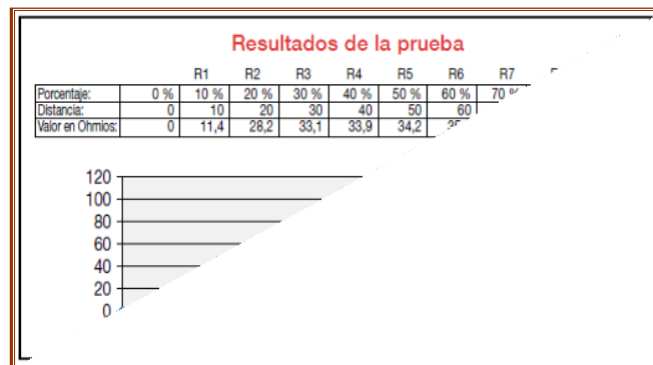 Resultados de la prueba
R1 R2 R3 R4 R5 R6 R7
Porcentaje: 0 % 10 % 20 % 30 % 40 % 50 % 60 % 70 %
Distancia: 0 10 20 30 40 50 60
Valor en Ohmios: 0 11,4 28,2 33,1 33,9 34,2
120
100
80
60
40
20
0